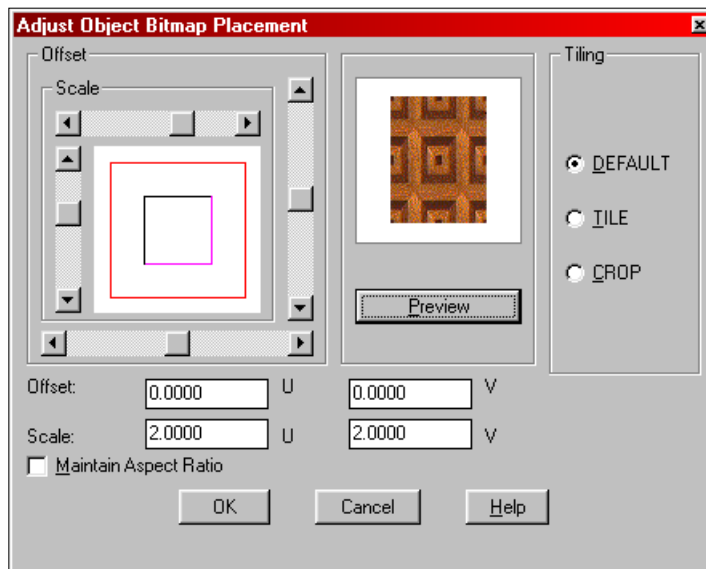 Adjust Object Bitmap Placement
Offset
Scale
Tiling
DEFAULT
TILE
CROP
Preview
Offset: 0.0000 U 0.0000 V
Scale: 2.0000 U 2.0000 V
Maintain Aspect Ratio
OK Cancel Help